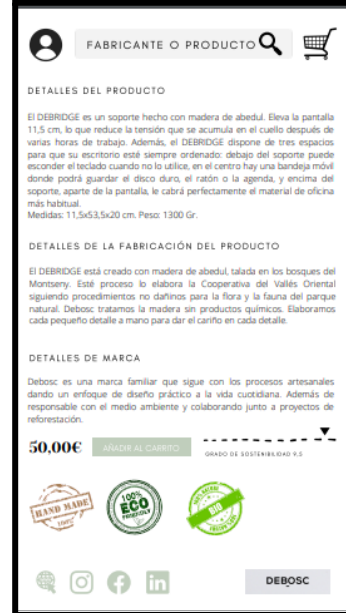 FABRICANTE O PRODUCTO
DETALLES DEL PRODUCTO
El DEBRIDGE es un soporte hecho con madera de abedul. Eleva la pantalla
11,5 cm, lo que reduce la tensión que se acumula en el cuello después de
varias horas de trabajo. Además, el DEBRIDGE dispone de tres espacios
para que su escritorio esté siempre ordenado: debajo del soporte puede
esconder el teclado cuando no lo utilice, en el centro hay una bandeja móvil
donde podrá guardar el disco duro, el ratón o la agenda, y encima del
soporte, aparte de la pantalla, le cabrá perfectamente el material de oficina
más habitual.
Medidas: 11,5x53,5x20 cm. Peso: 1300 Gr.
DETALLES DE LA FABRICACIÓN DEL PRODUCTO
El DEBRIDGE está creado con madera de abedul, talada en los bosques del
Montseny. Esté proceso lo elabora la Cooperativa del Vallés Oriental
siguiendo procedimientos no dañinos para la flora y la fauna del parque
natural. Debosc tratamos la madera sin productos químicos. Elaboramos
cada pequeño detalle a mano para dar el cariño en cada detalle.
DETALLES DE MARCA
Debosc es una marca familiar que sigue con los procesos artesanales
dando un enfoque de diseño práctico a la vida cuotidiana. Además de
responsable con el medio ambiente y colaborando junto a proyectos de
reforestación.
50,00€ AÑADIR AL CARRITO
GRADO DE SOSTENIBILIDAD 9,5
HAND MADE
100%
100%
ECO
FRIENDLY
BIO
DEBOSC